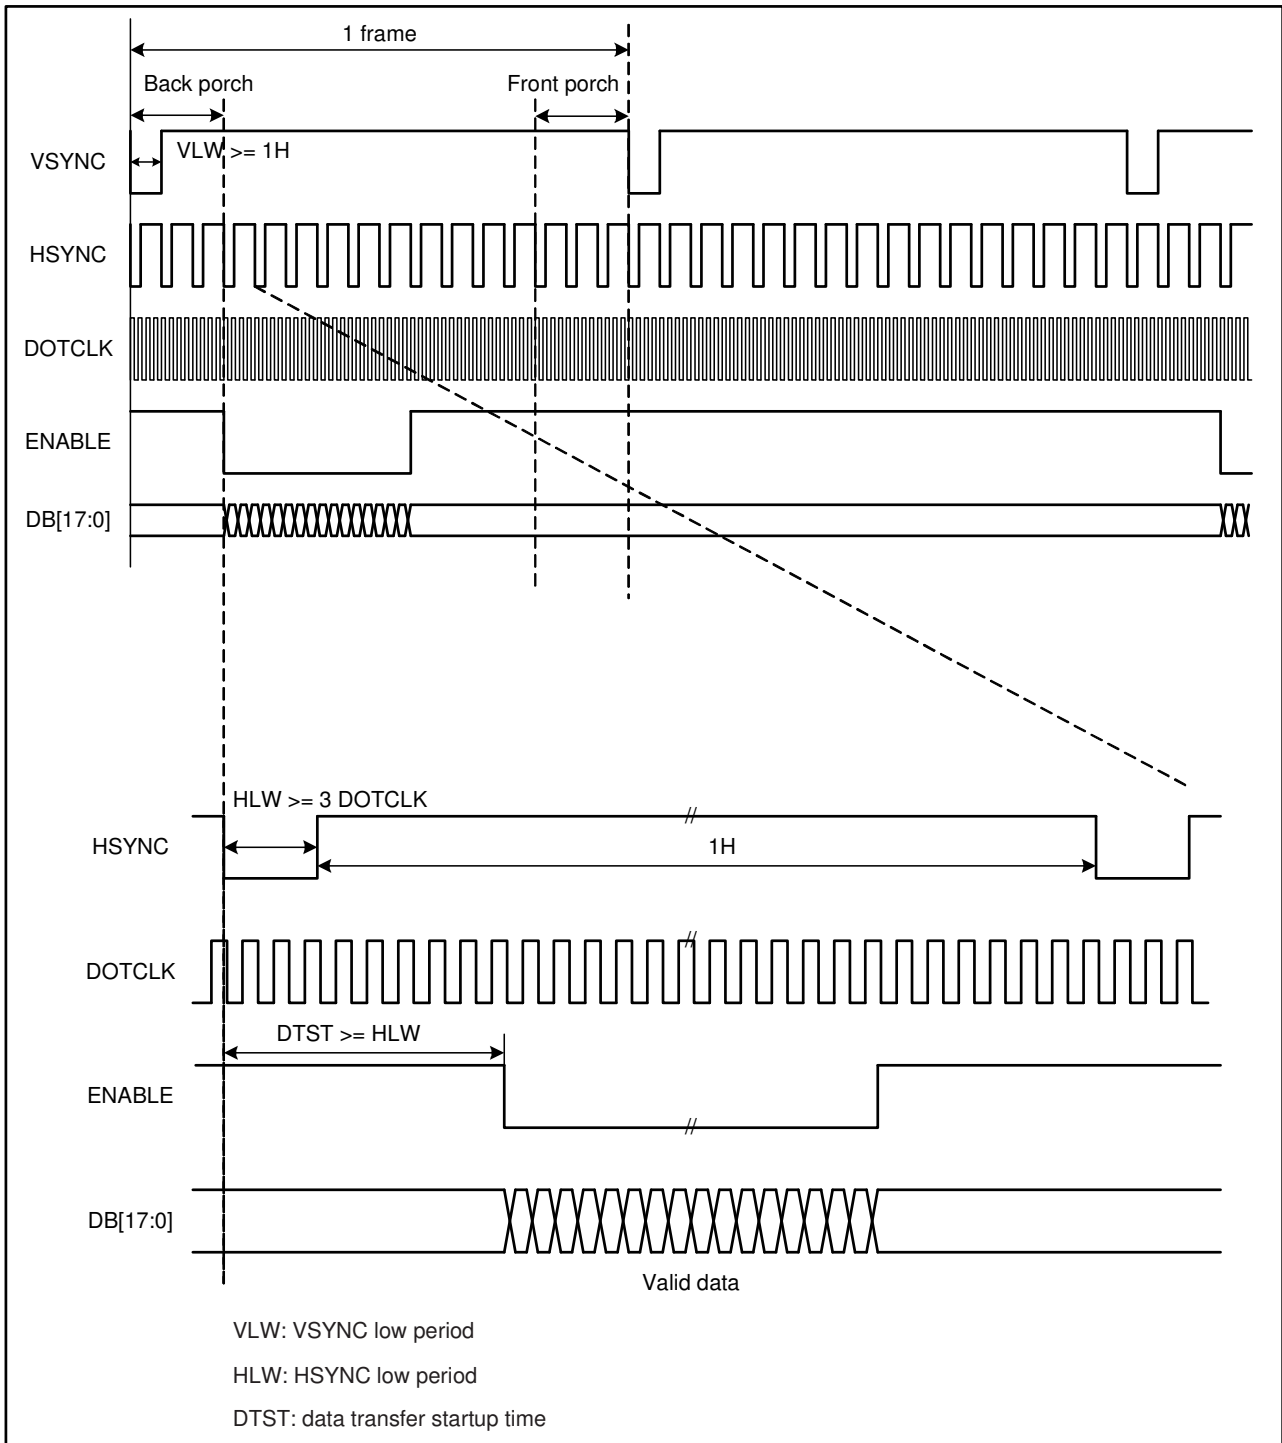 1 frame
Back porch
Front porch
VSYNC
VLW >= 1H
HSYNC
DOTCLK
ENABLE
DB[17:0]
HLW >= 3 DOTCLK
//
HSYNC
1H
//
DOTCLK
DTST >= HLW
ENABLE
//
DB[17:0]
Valid data
VLW: VSYNC low period
HLW: HSYNC low period
DTST: data transfer startup time